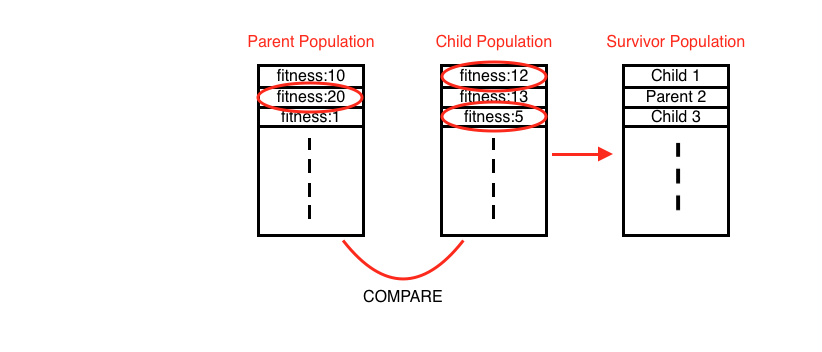 Parent Population
Child Population
Survivor Population
fitness:10
fitness:12
Child 1
fitness:20
fitness:13
Parent 2
fitness:1
fitness:5
Child 3
COMPARE